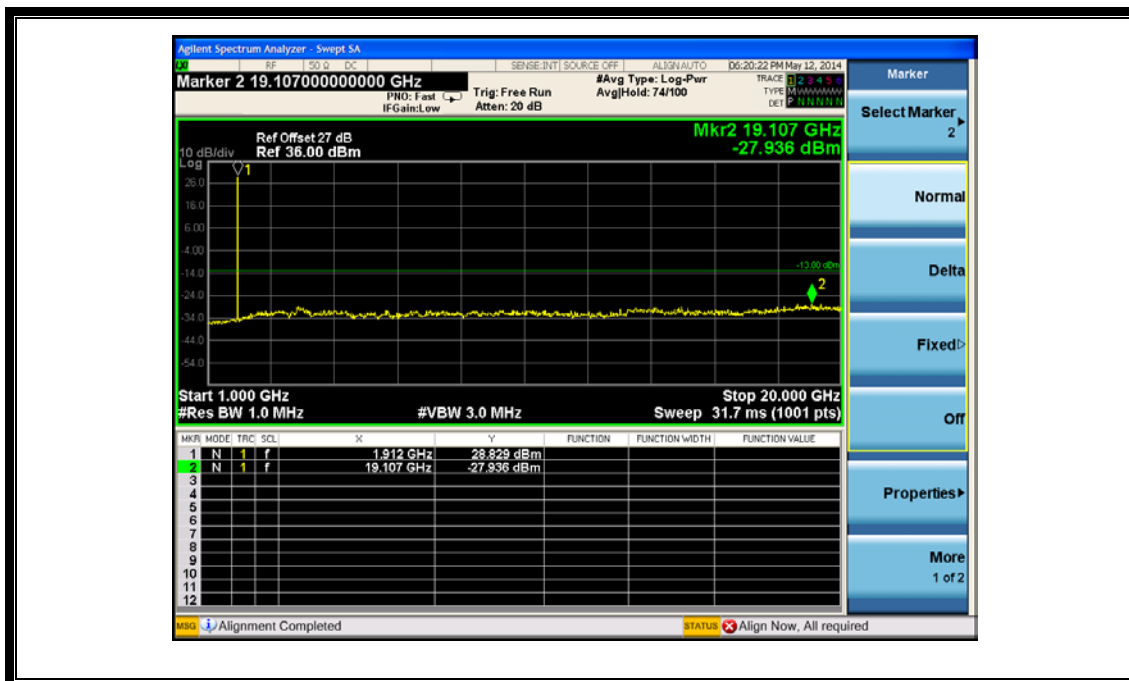 Agilent Spectrum Analyzer - Swept SA
RF 50 Ω DC SENSE:INT SOURCE OFF ALIGNAUTO 06:20:22 PM May 12, 2014
Marker 2 19.107000000000 GHz
PNO: Fast
IFGain:Low
Trig: Free Run
Atten: 20 dB
#Avg Type: Log-Pwr
Avg|Hold: 74/100
TRACE 1 2 3 4 5 6
TYPE M
DET P N N N N N
Ref Offset 27 dB
Ref 36.00 dBm
10 dB/div
Log
Mkr2 19.107 GHz
-27.936 dBm
1
26.0
16.0
6.00
-4.00
-13.00 dBm
-14.0
2
-24.0
-34.0
-44.0
-54.0
Start 1.000 GHz
Stop 20.000 GHz
#Res BW 1.0 MHz
#VBW 3.0 MHz
Sweep 31.7 ms (1001 pts)
MKR MODE TRC SCL X Y FUNCTION FUNCTION WIDTH FUNCTION VALUE
1 N 1 f 1.912 GHz 28.829 dBm
2 N 1 f 19.107 GHz -27.936 dBm
3
4
5
6
7
8
9
10
11
12
MSG Alignment Completed
STATUS Align Now, All required
Marker
Select Marker
2
Normal
Delta
Fixed
Off
Properties
More
1 of 2